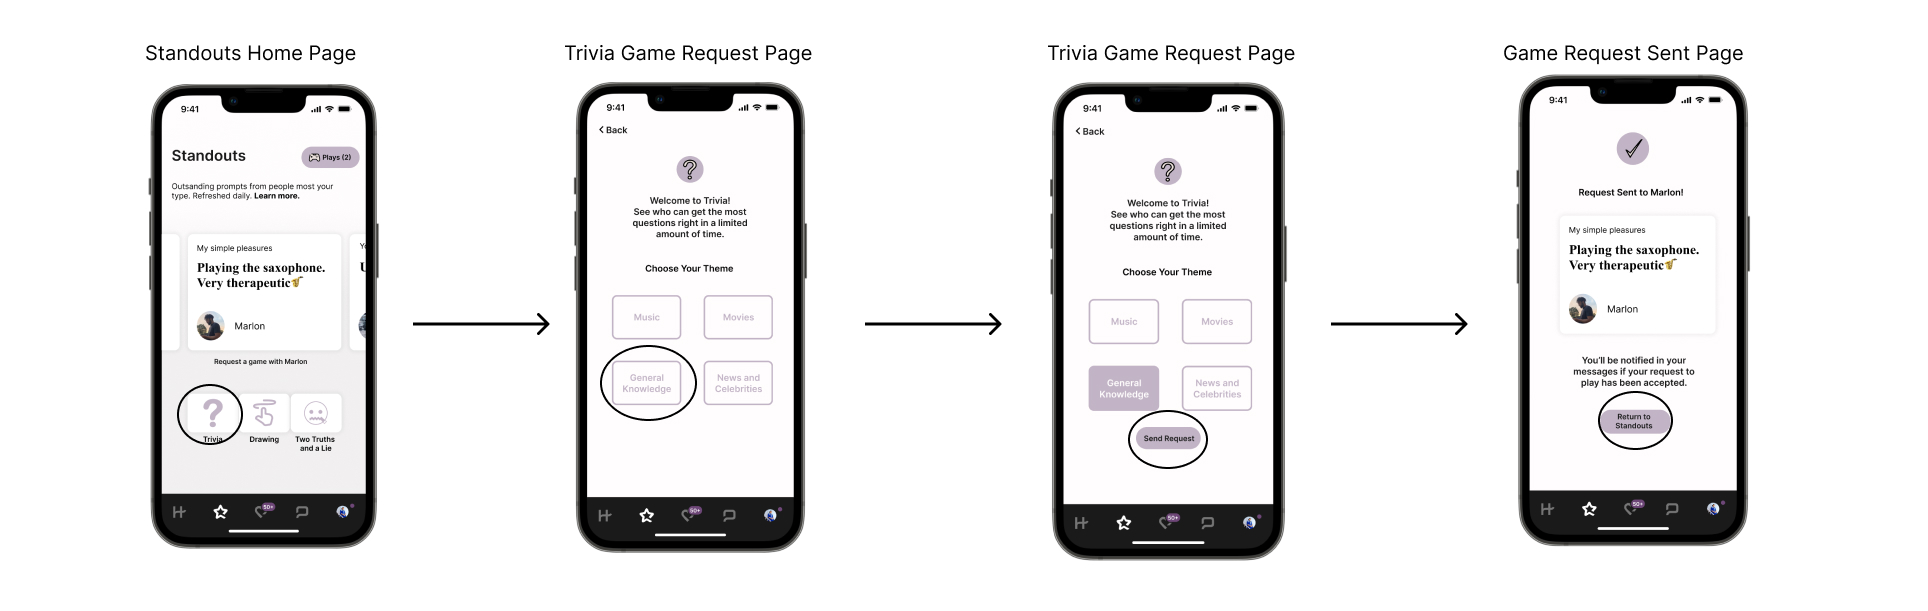 Standouts Home Page
9:41
Standouts
Plays (2)
Outsanding prompts from people most your
type. Refreshed daily. Learn more.
My simple pleasures
Playing the saxophone.
Very therapeutic🎷
Marlon
Request a game with Marlon
Trivia
Drawing
Two Truths
and a Lie
50+
Trivia Game Request Page
9:41
Back
Welcome to Trivia!
See who can get the most
questions right in a limited
amount of time.
Choose Your Theme
Music
Movies
General
Knowledge
News and
Celebrities
50+
Trivia Game Request Page
9:41
Back
Welcome to Trivia!
See who can get the most
questions right in a limited
amount of time.
Choose Your Theme
Music
Movies
General
Knowledge
News and
Celebrities
Send Request
50+
Game Request Sent Page
9:41
Request Sent to Marlon!
My simple pleasures
Playing the saxophone.
Very therapeutic🎷
Marlon
You'll be notified in your
messages if your request to
play has been accepted.
Return to
Standouts
50+